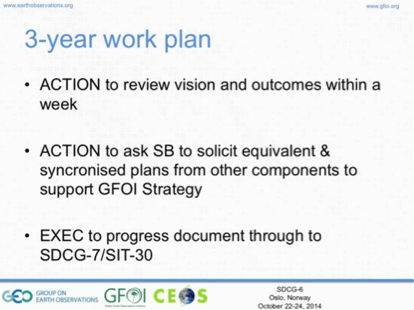 www.earthobservations.org
www.gfoi.org
3-year work plan
• ACTION to review vision and outcomes within a
week
• ACTION to ask SB to solicit equivalent &
syncronised plans from other components to
support GFOI Strategy
• EXEC to progress document through to
SDCG-7/SIT-30
GEO GROUP ON
EARTH OBSERVATIONS
GFOI
CEOS
SDCG-6
Oslo, Norway
October 22-24, 2014